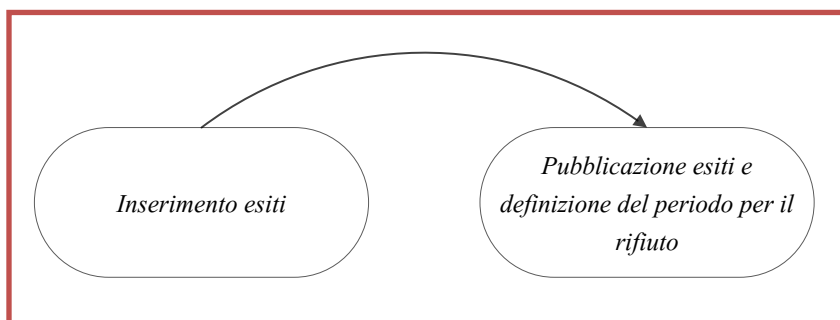 Inserimento esiti
Pubblicazione esiti e
definizione del periodo per il
rifiuto